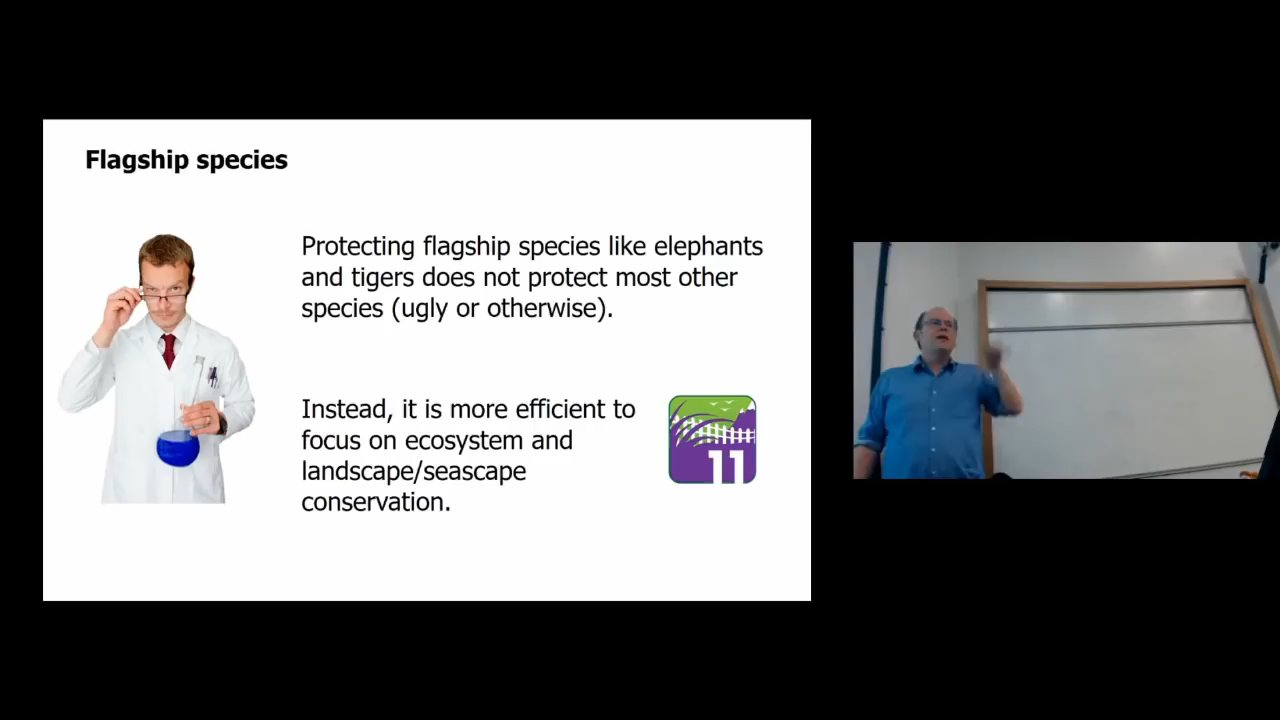 Flagship species
Protecting flagship species like elephants
and tigers does not protect most other
species (ugly or otherwise).
Instead, it is more efficient to
focus on ecosystem and
landscape/seascape
conservation.
11